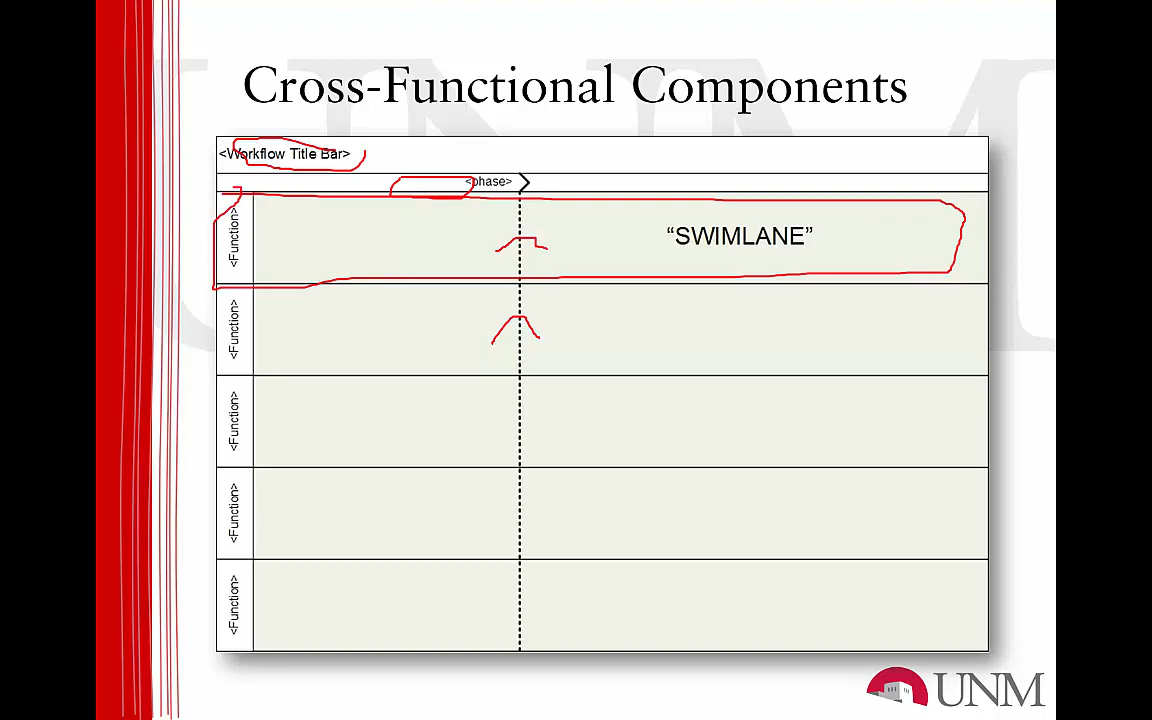 Cross-Functional Components
<Workflow Title Bar>
<phase>
<Function>
"SWIMLANE"
<Function>
<Function>
<Function>
<Function>
UNM